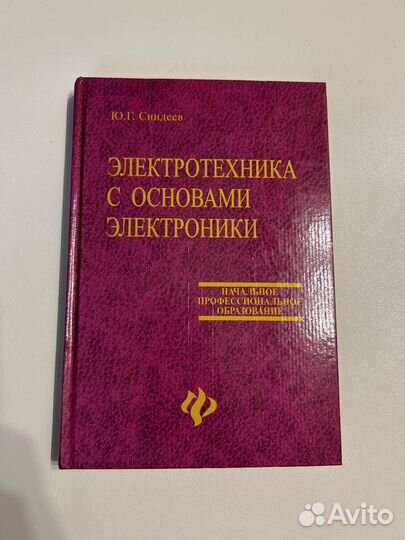 Ю.Г. Синдеев
ЭЛЕКТРОТЕХНИКА
С ОСНОВАМИ
ЭЛЕКТРОНИКИ
НАЧАЛЬНОЕ
ПРОФЕССИОНАЛЬНОЕ
ОБРАЗОВАНИЕ
Avito